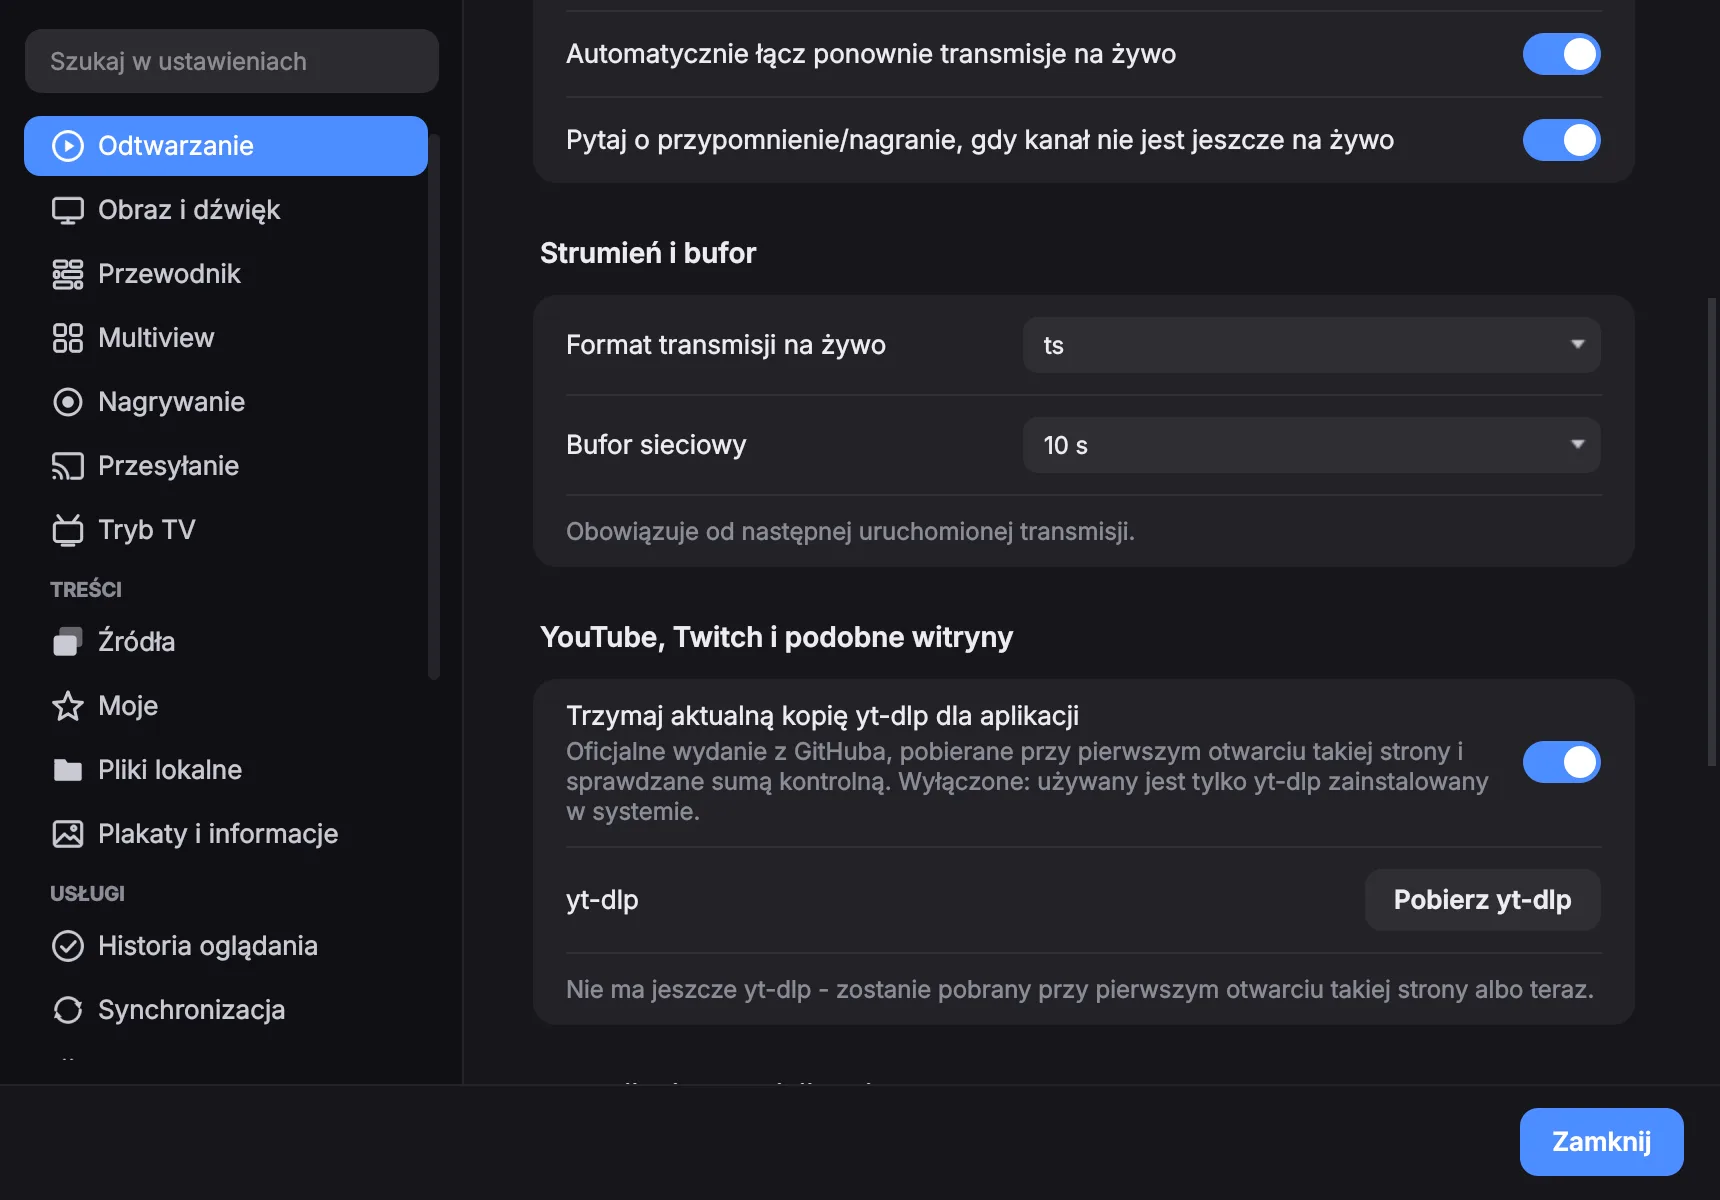 Szukaj w ustawieniach
Odtwarzanie
Obraz i dźwięk
Przewodnik
Multiview
Nagrywanie
Przesyłanie
Tryb TV
TREŚCI
Źródła
Moje
Pliki lokalne
Plakaty i informacje
USŁUGI
Historia oglądania
Synchronizacja
Automatycznie łącz ponownie transmisje na żywo
Pytaj o przypomnienie/nagranie, gdy kanał nie jest jeszcze na żywo
Strumień i bufor
Format transmisji na żywo
ts
Bufor sieciowy
10 s
Obowiązuje od następnej uruchomionej transmisji.
YouTube, Twitch i podobne witryny
Trzymaj aktualną kopię yt-dlp dla aplikacji
Oficjalne wydanie z GitHuba, pobierane przy pierwszym otwarciu takiej strony i
sprawdzane sumą kontrolną. Wyłączone: używany jest tylko yt-dlp zainstalowany
w systemie.
yt-dlp
Pobierz yt-dlp
Nie ma jeszcze yt-dlp - zostanie pobrany przy pierwszym otwarciu takiej strony albo teraz.
Zamknij